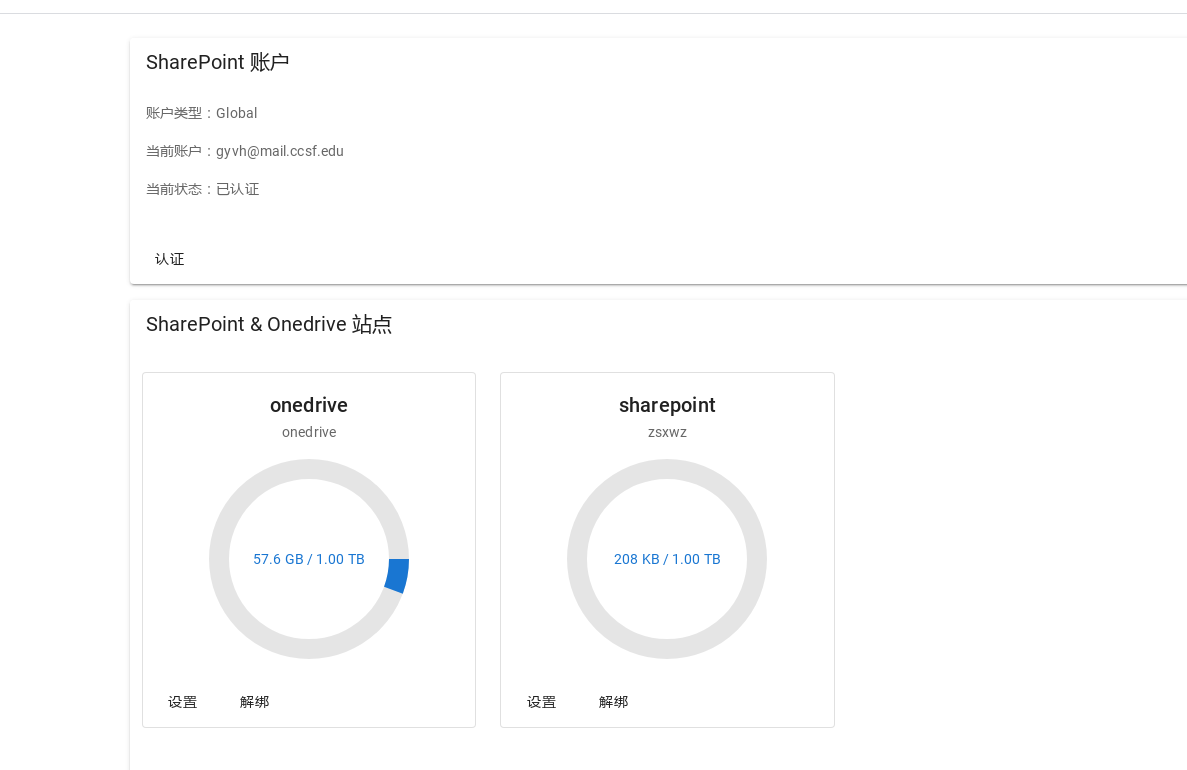 SharePoint 账户
账户类型：Global
当前账户：gyvh@mail.ccsf.edu
当前状态：已认证
认证
SharePoint & Onedrive 站点
onedrive
onedrive
57.6 GB / 1.00 TB
设置 解绑
sharepoint
zsxwz
208 KB / 1.00 TB
设置 解绑